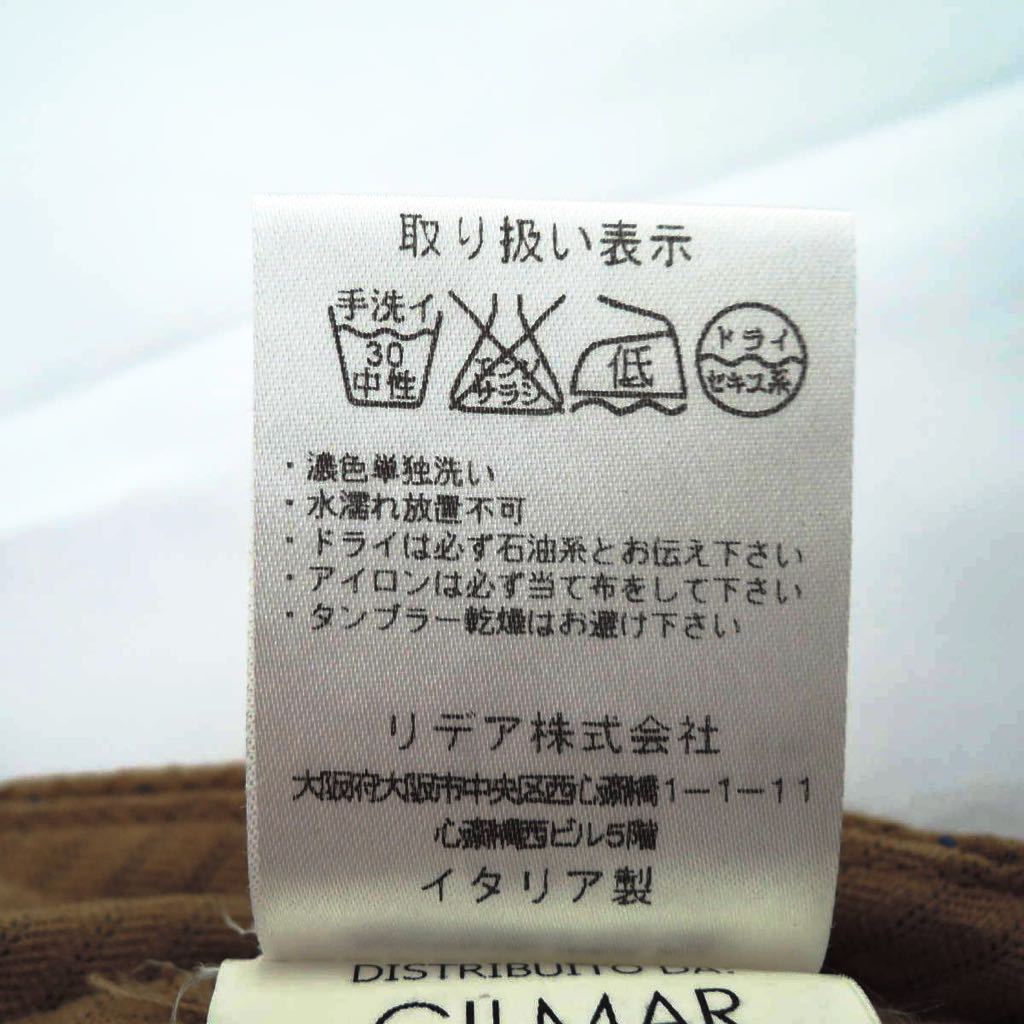 取り扱い表示
手洗イ
30
中性
エンソ
サラシ
低
ドライ
セキユ系
・濃色単独洗い
・水濡れ放置不可
・ドライは必ず石油系とお伝え下さい
・アイロンは必ず当て布をして下さい
・タンブラー乾燥はお避け下さい
リデア株式会社
大阪府大阪市中央区西心斎橋1-1-11
心斎橋西ビル5階
イタリア製
DISTRIBUITO DA:
GILMAR